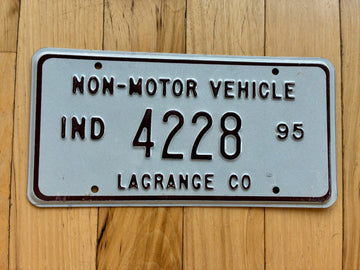 NON-MOTOR VEHICLE
IND 4228 95
LAGRANGE CO